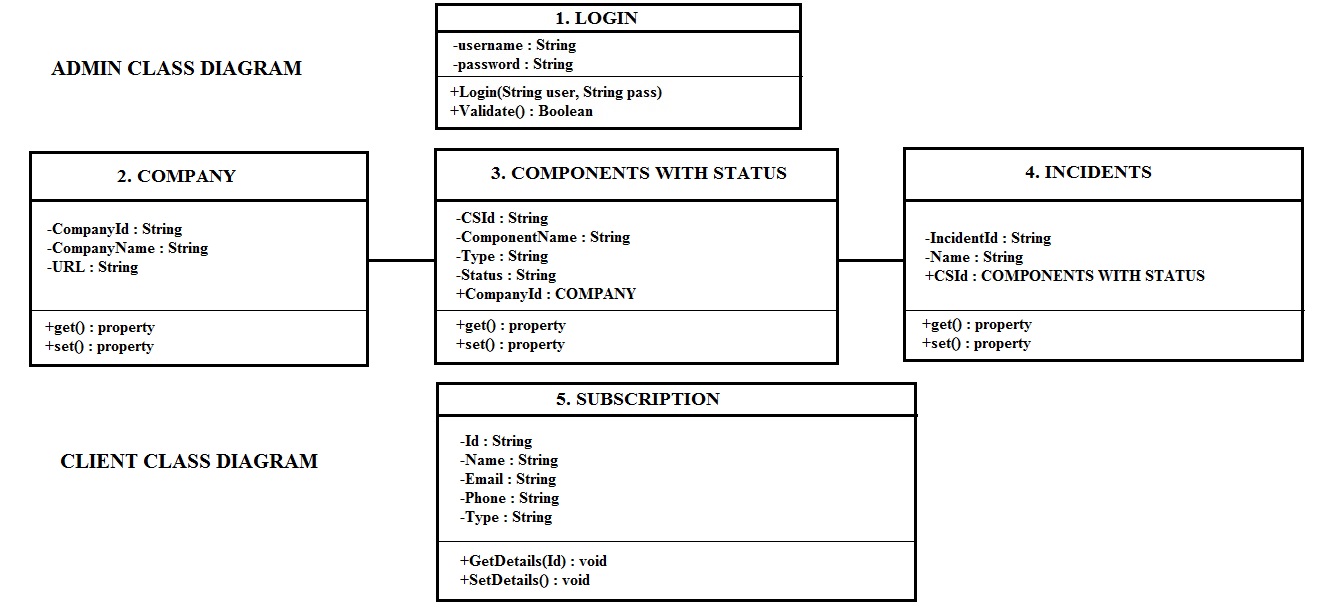 ADMIN CLASS DIAGRAM
1. LOGIN
-username : String
-password : String
+Login(String user, String pass)
+Validate() : Boolean
2. COMPANY
-CompanyId : String
-CompanyName : String
-URL : String
+get() : property
+set() : property
3. COMPONENTS WITH STATUS
-CSId : String
-ComponentName : String
-Type : String
-Status : String
+CompanyId : COMPANY
+get() : property
+set() : property
4. INCIDENTS
-IncidentId : String
-Name : String
+CSId : COMPONENTS WITH STATUS
+get() : property
+set() : property
CLIENT CLASS DIAGRAM
5. SUBSCRIPTION
-Id : String
-Name : String
-Email : String
-Phone : String
-Type : String
+GetDetails(Id) : void
+SetDetails() : void